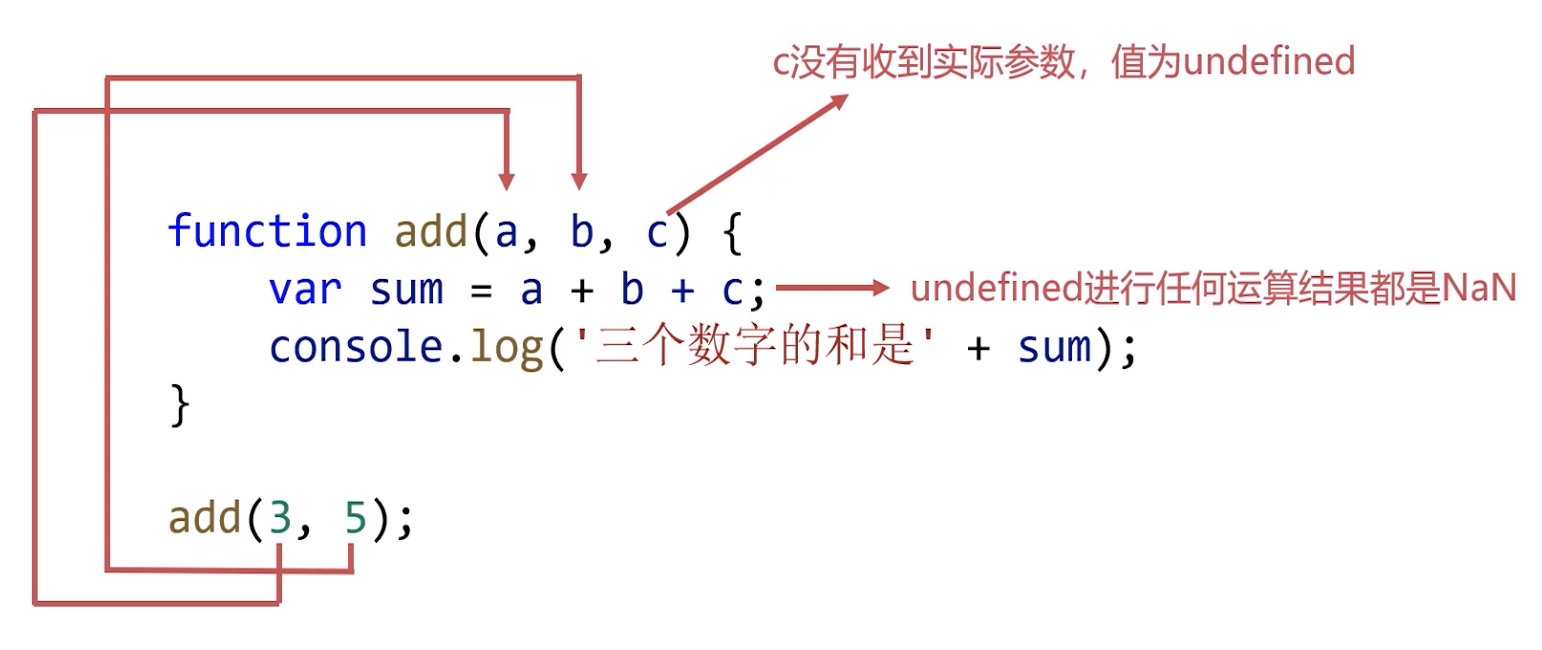 c没有收到实际参数，值为undefined
function add(a, b, c) {
var sum = a + b + c;
undefined进行任何运算结果都是NaN
console.log('三个数字的和是' + sum);
}
add(3, 5);